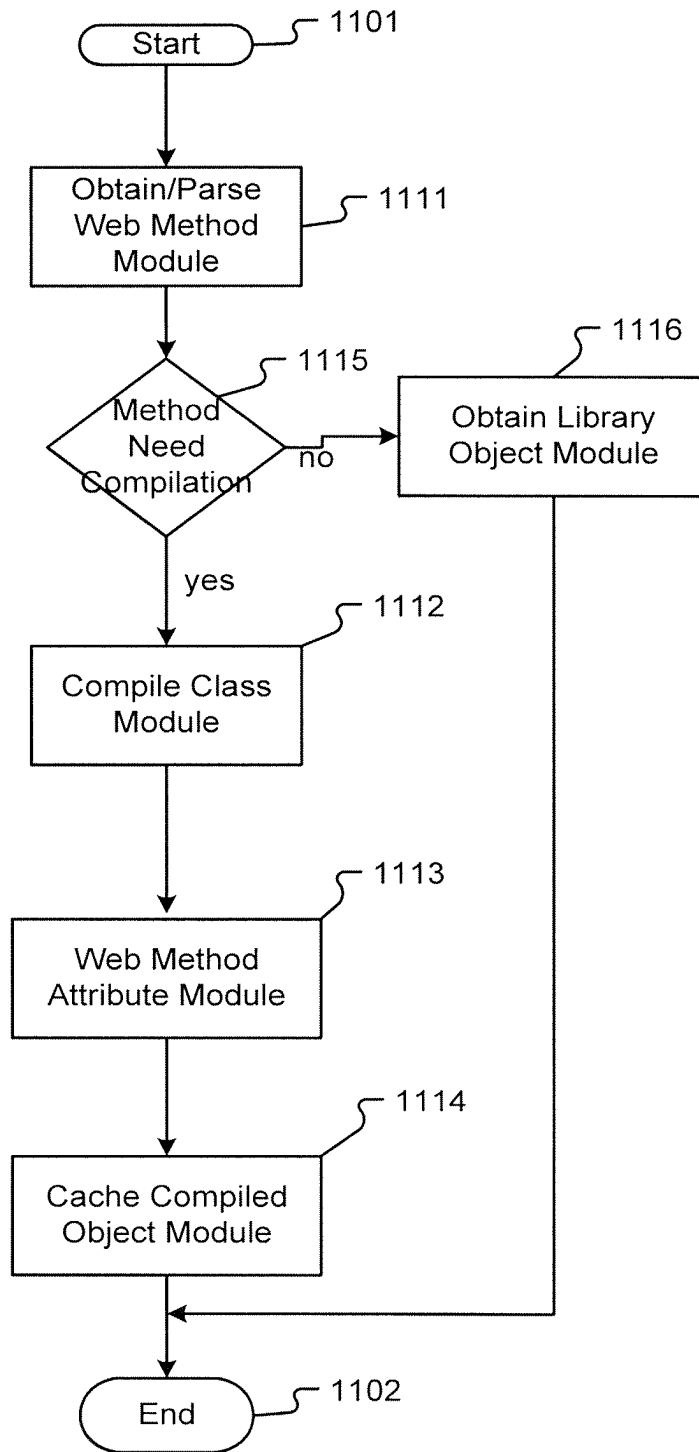 Start
1101
Obtain/Parse
Web Method
Module
1111
1115
Method
Need
Compilation
no
1116
Obtain Library
Object Module
yes
1112
Compile Class
Module
1113
Web Method
Attribute Module
1114
Cache Compiled
Object Module
1102
End